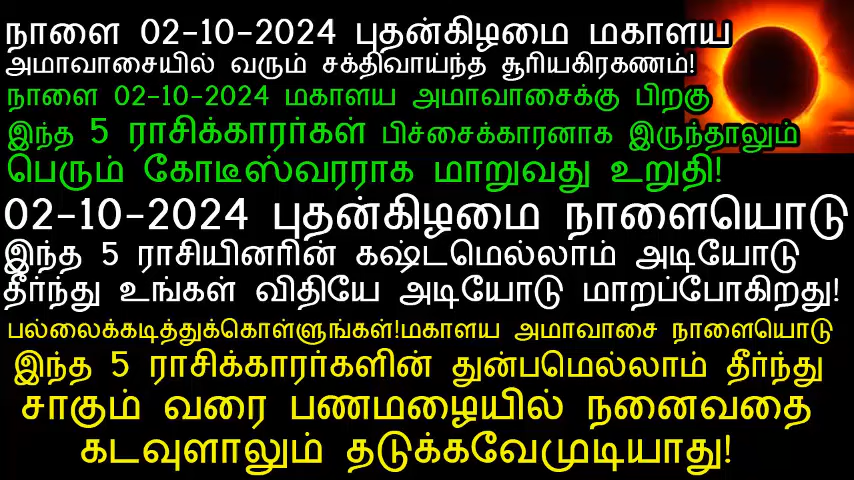 நாளை 02-10-2024 புதன்கிழமை மகாளய
அமாவாசையில் வரும் சக்திவாய்ந்த சூரியகிரகணம்!
நாளை 02-10-2024 மகாளய அமாவாசைக்கு பிறகு
இந்த 5 ராசிக்காரர்கள் பிச்சைக்காரனாக இருந்தாலும்
பெரும் கோடீஸ்வரராக மாறுவது உறுதி!
02-10-2024 புதன்கிழமை நாளையொடு
இந்த 5 ராசியினரின் கஷ்டமெல்லாம் அடியோடு
தீர்ந்து உங்கள் விதியே அடியோடு மாறப்போகிறது!
பல்லைக்கடித்துக்கொள்ளுங்கள்!மகாளய அமாவாசை நாளையொடு
இந்த 5 ராசிக்காரர்களின் துன்பமெல்லாம் தீர்ந்து
சாகும் வரை பணமழையில் நனைவதை
கடவுளாலும் தடுக்கவேமுடியாது!